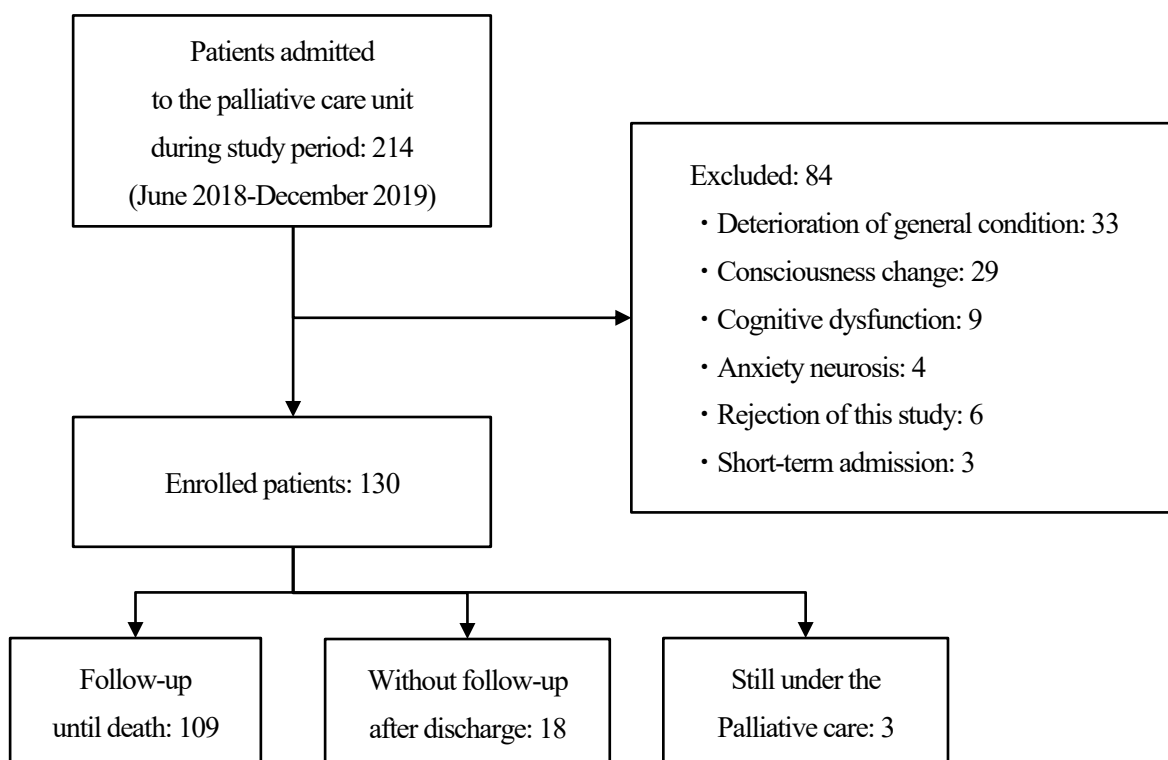 Patients admitted
to the palliative care unit
during study period: 214
(June 2018-December 2019)
Excluded: 84
・Deterioration of general condition: 33
・Consciousness change: 29
・Cognitive dysfunction: 9
・Anxiety neurosis: 4
・Rejection of this study: 6
・Short-term admission: 3
Enrolled patients: 130
Follow-up
until death: 109
Without follow-up
after discharge: 18
Still under the
Palliative care: 3